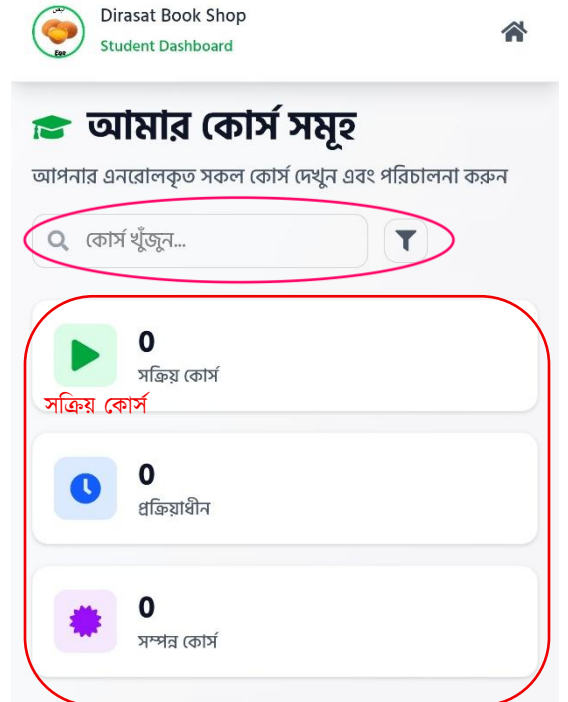 Dirasat Book Shop
Student Dashboard
Egg
আমার কোর্স সমূহ
আপনার এনরোলকৃত সকল কোর্স দেখুন এবং পরিচালনা করুন
কোর্স খুঁজুন...
0
সক্রিয় কোর্স
সক্রিয় কোর্স
0
প্রক্রিয়াধীন
0
সম্পন্ন কোর্স